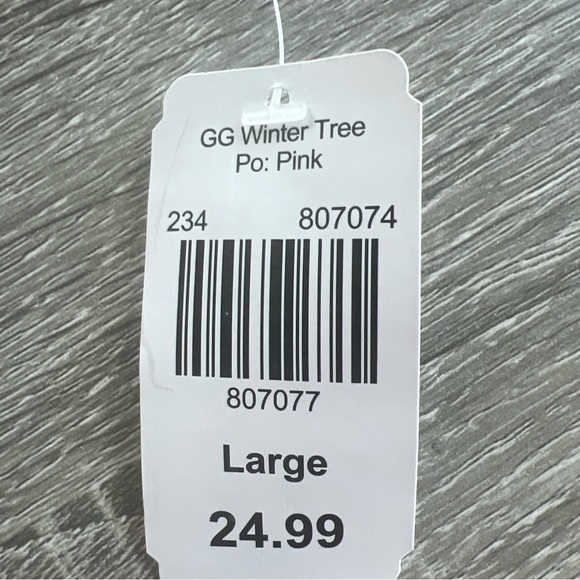 GG Winter Tree
Po: Pink
234 807074
807077
Large
24.99